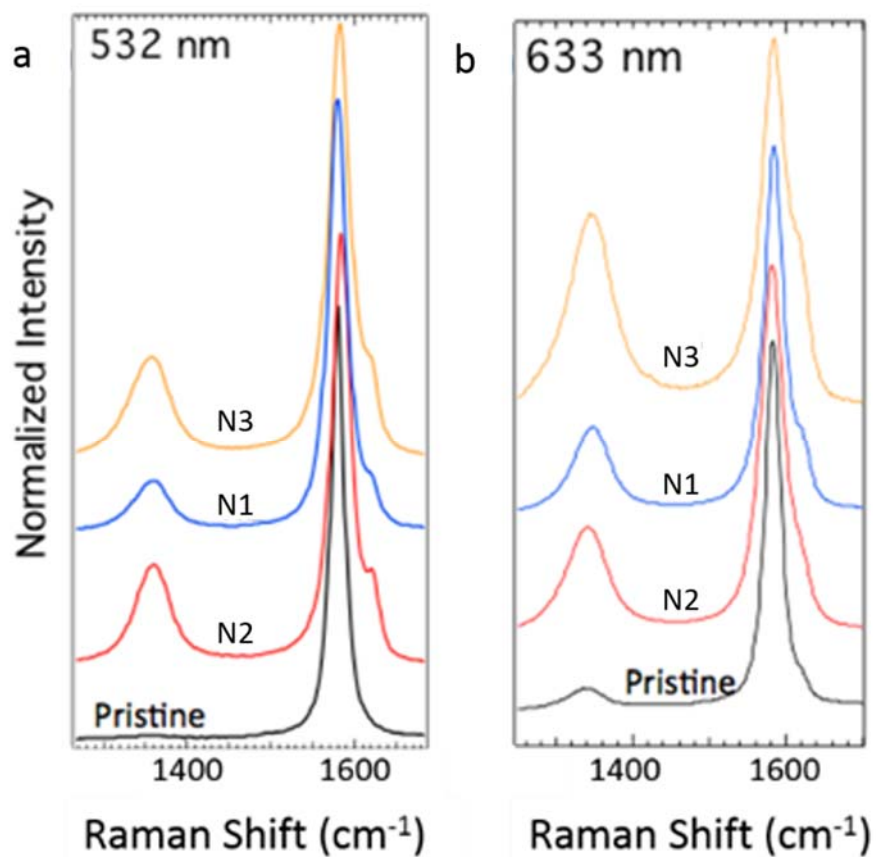 a
532 nm
N3
N1
N2
Pristine
1400
1600
Raman Shift (cm-1)
Normalized Intensity
b
633 nm
N3
N1
N2
Pristine
1400
1600
Raman Shift (cm-1)